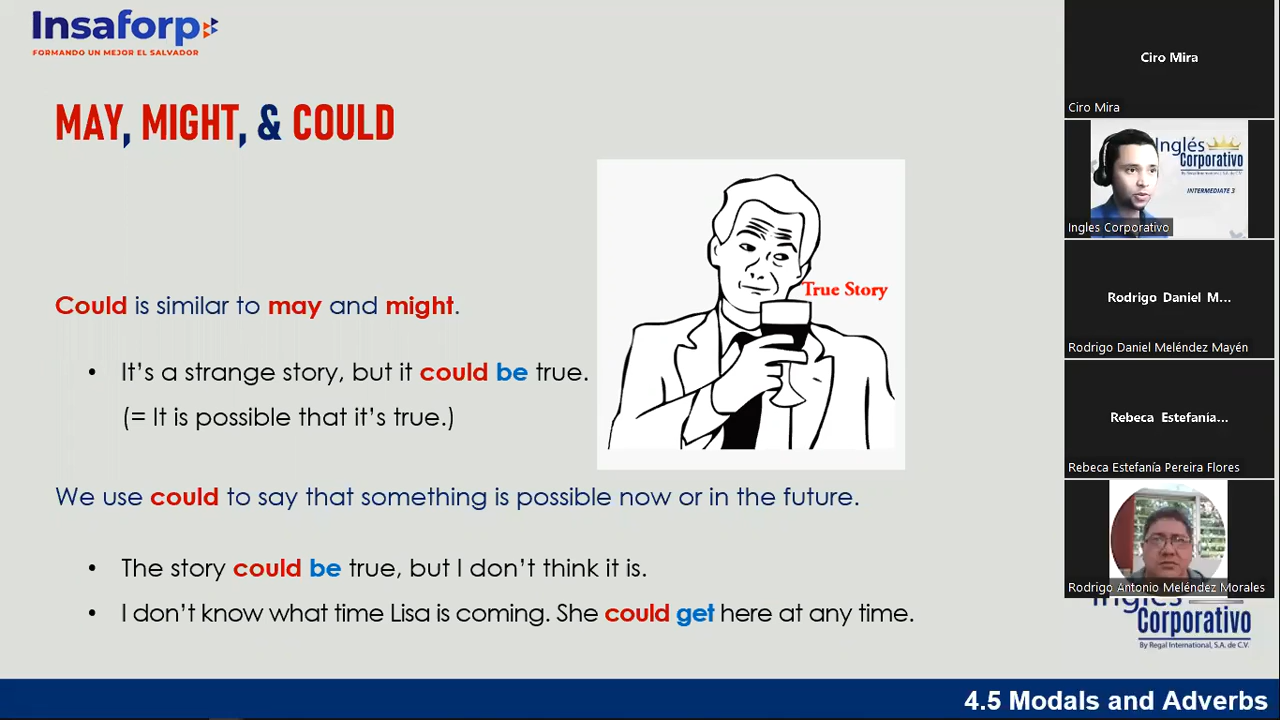 Insaforp
FORMANDO UN MEJOR EL SALVADOR
MAY, MIGHT, & COULD
True Story
Could is similar to may and might.
• It’s a strange story, but it could be true.
(= It is possible that it’s true.)
We use could to say that something is possible now or in the future.
• The story could be true, but I don’t think it is.
• I don’t know what time Lisa is coming. She could get here at any time.
Ciro Mira
Ciro Mira
Inglés
Corporativo
By Regal International, S.A. de C.V.
INTERMEDIATE 3
Ingles Corporativo
Rodrigo Daniel M...
Rodrigo Daniel Meléndez Mayén
Rebeca Estefanía...
Rebeca Estefanía Pereira Flores
Rodrigo Antonio Meléndez Morales
Inglés
Corporativo
By Regal International, S.A. de C.V.
4.5 Modals and Adverbs